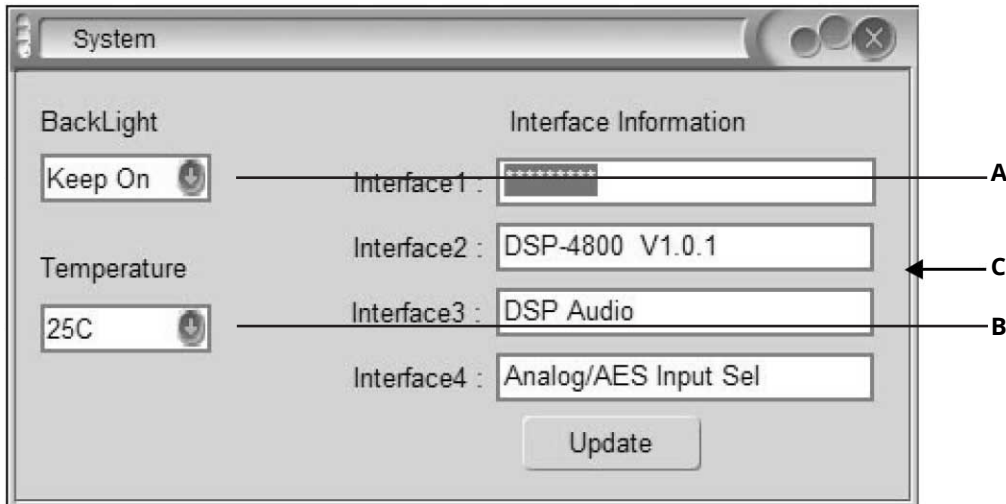 System
BackLight
Interface Information
Keep On
Interface1 :
*********
A
Interface2 :
DSP-4800 V1.0.1
C
Temperature
25C
Interface3 :
DSP Audio
B
Interface4 :
Analog/AES Input Sel
Update